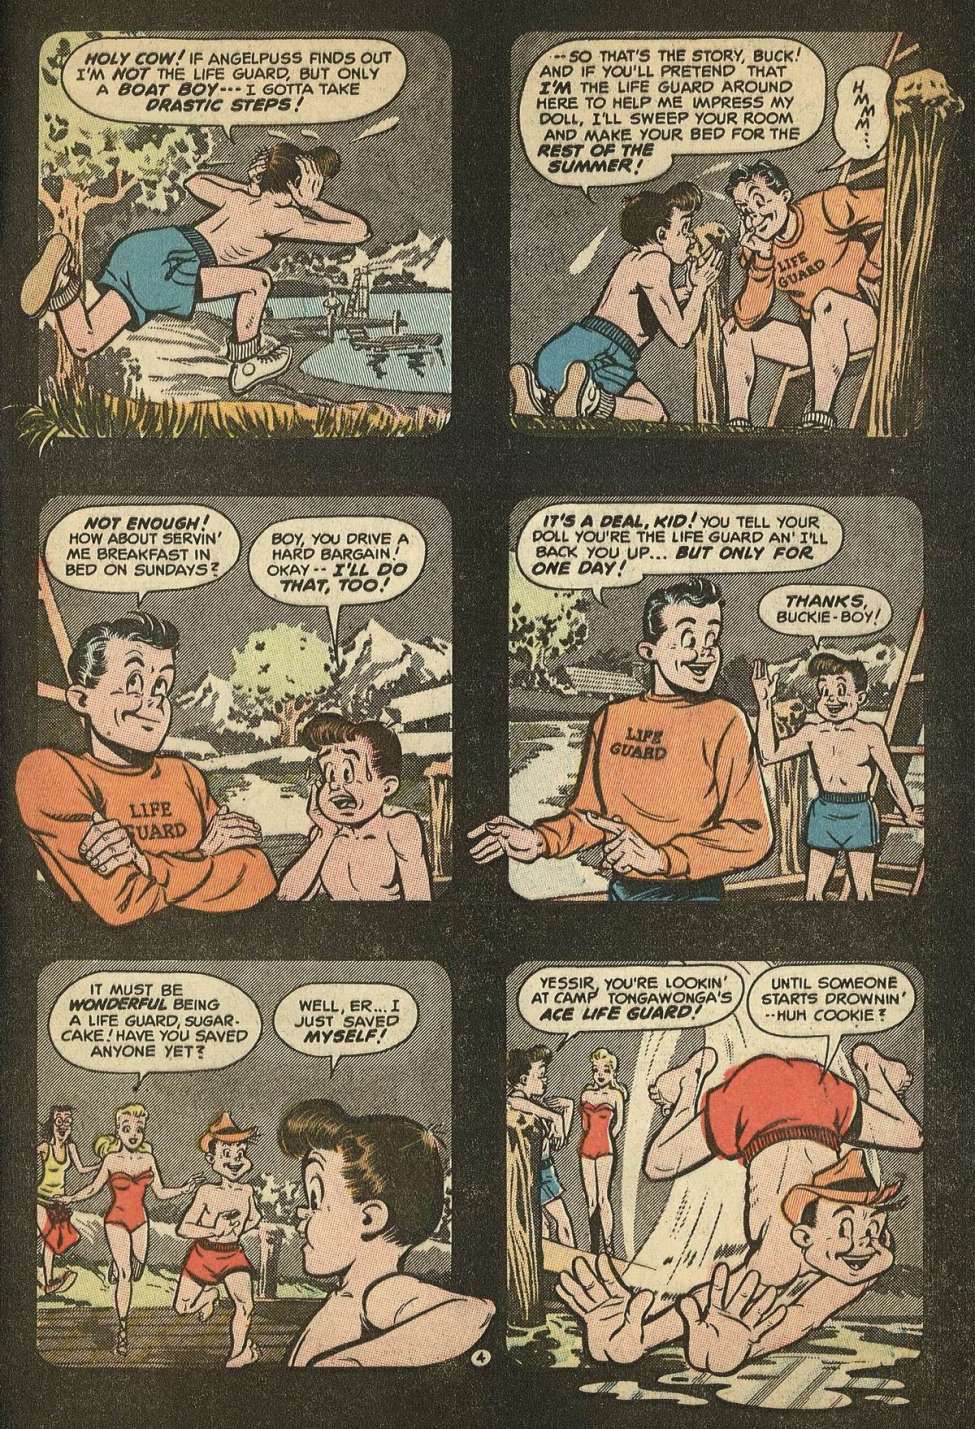 HOLY COW! IF ANGELPUSS FINDS OUT
I'M NOT THE LIFE GUARD, BUT ONLY
A BOAT BOY--- I GOTTA TAKE
DRASTIC STEPS!
--SO THAT'S THE STORY, BUCK!
AND IF YOU'LL PRETEND THAT
I'M THE LIFE GUARD AROUND
HERE TO HELP ME IMPRESS MY
DOLL, I'LL SWEEP YOUR ROOM
AND MAKE YOUR BED FOR THE
REST OF THE
SUMMER!
HMMM...
LIFE
GUARD
NOT ENOUGH!
HOW ABOUT SERVIN'
ME BREAKFAST IN
BED ON SUNDAYS?
BOY, YOU DRIVE A
HARD BARGAIN!
OKAY-- I'LL DO
THAT, TOO!
LIFE
GUARD
IT'S A DEAL, KID! YOU TELL YOUR
DOLL YOU'RE THE LIFE GUARD AN' I'LL
BACK YOU UP... BUT ONLY FOR
ONE DAY!
THANKS,
BUCKIE-BOY!
LIFE
GUARD
IT MUST BE
WONDERFUL BEING
A LIFE GUARD, SUGAR-
CAKE! HAVE YOU SAVED
ANYONE YET?
WELL, ER... I
JUST SAVED
MYSELF!
4
YESSIR, YOU'RE LOOKIN'
AT CAMP TONGAWONGA'S
ACE LIFE GUARD!
UNTIL SOMEONE
STARTS DROWNIN'
--HUH COOKIE?